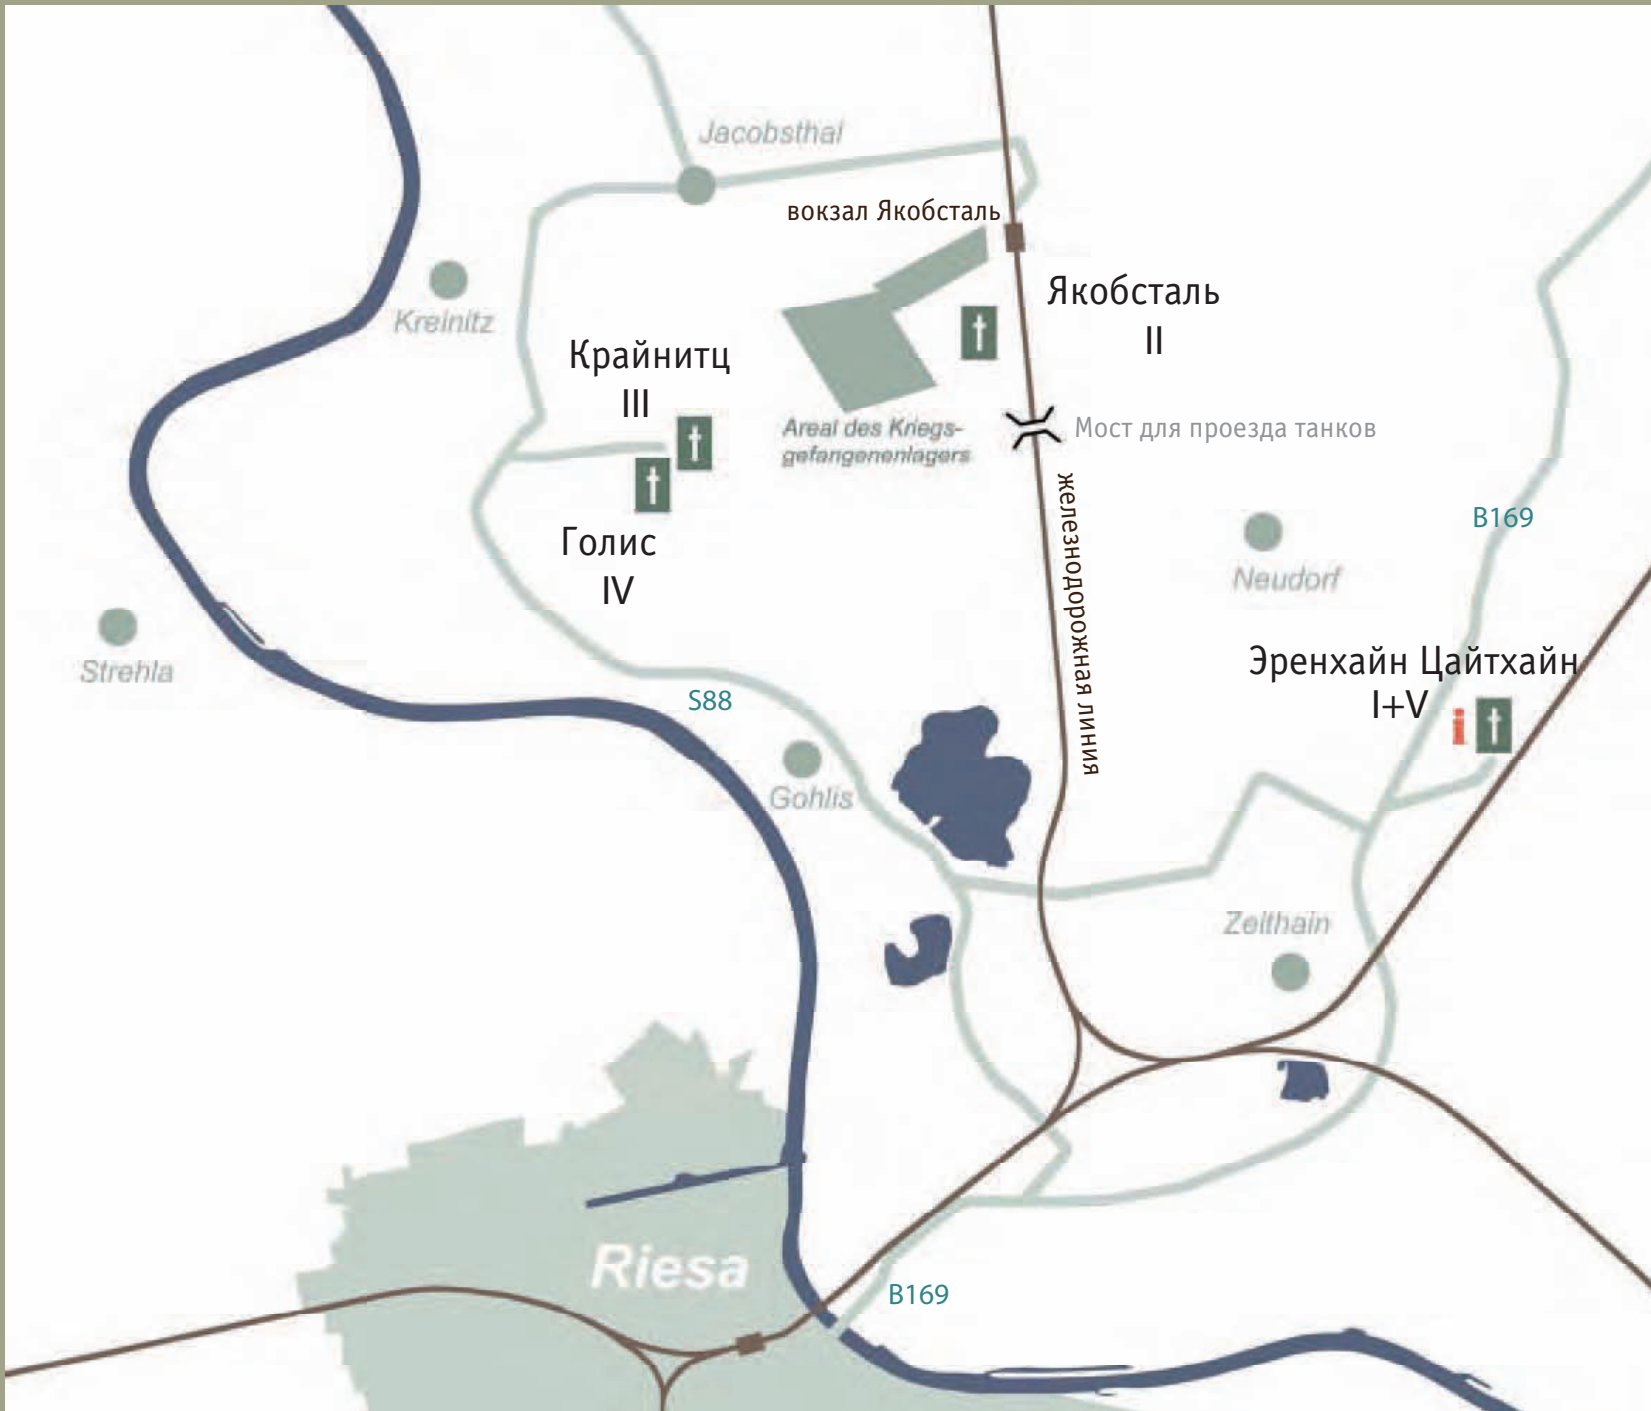 Jacobsthal
вокзал Якобсталь
Kreinitz
Якобсталь
II
Крайнитц
III
Areal des Kriegs-
gefangenenlagers
Мост для проезда танков
железнодорожная линия
B169
Голис
IV
Neudorf
Strehla
Эренхайн Цайтхайн
I+V
i
S88
Gohlis
Zeithain
Riesa
B169